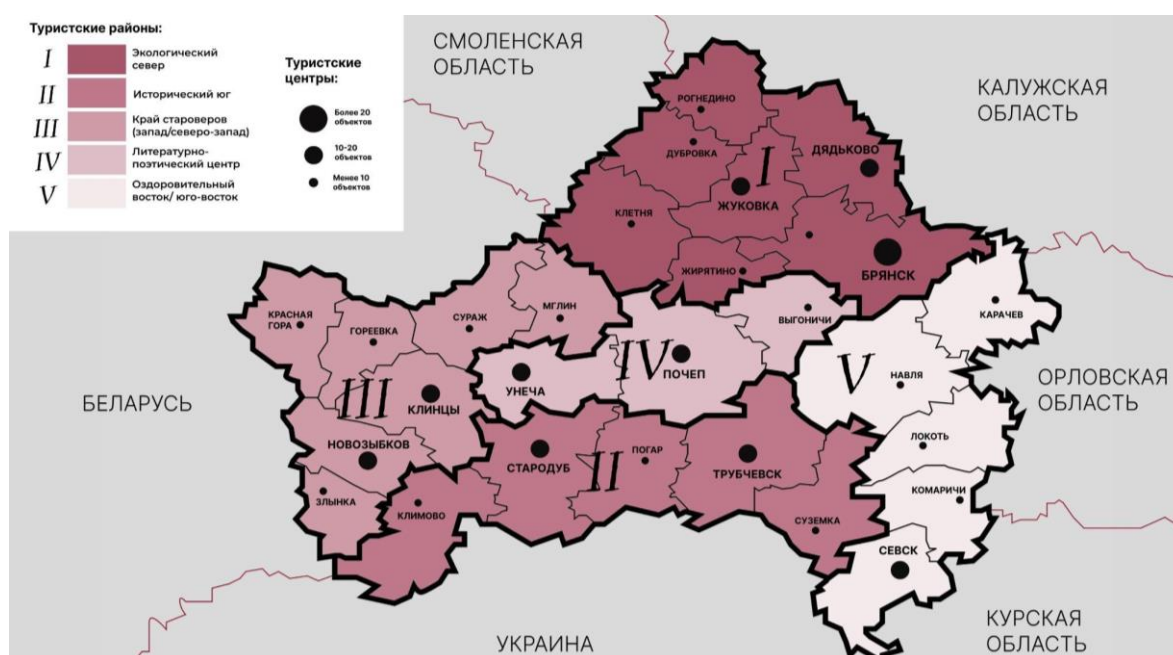 Туристские районы:
I
Экологический
север
II
Исторический юг
III
Край староверов
(запад/северо-запад)
IV
Литературно-
поэтический центр
V
Оздоровительный
восток/ юго-восток
Туристские
центры:
Более 20
объектов
10-20
объектов
Менее 10
объектов
СМОЛЕНСКАЯ
ОБЛАСТЬ
КАЛУЖСКАЯ
ОБЛАСТЬ
РОГНЕДИНО
ДУБРОВКА
ДЯДЬКОВО
I
ЖУКОВКА
КЛЕТНЯ
ЖИРЯТИНО
БРЯНСК
КАРАЧЕВ
МГЛИН
ВЫГОНИЧИ
КРАСНАЯ
ГОРА
ГОРЕЕВКА
СУРАЖ
IV
ПОЧЕП
V
НАВЛЯ
УНЕЧА
ОРЛОВСКАЯ
ОБЛАСТЬ
БЕЛАРУСЬ
III
КЛИНЦЫ
НОВОЗЫБКОВ
СТАРОДУБ
II
ПОГАР
ТРУБЧЕВСК
ЛОКОТЬ
КОМАРИЧИ
ЗЛЫНКА
КЛИМОВО
СУЗЕМКА
СЕВСК
УКРАИНА
КУРСКАЯ
ОБЛАСТЬ